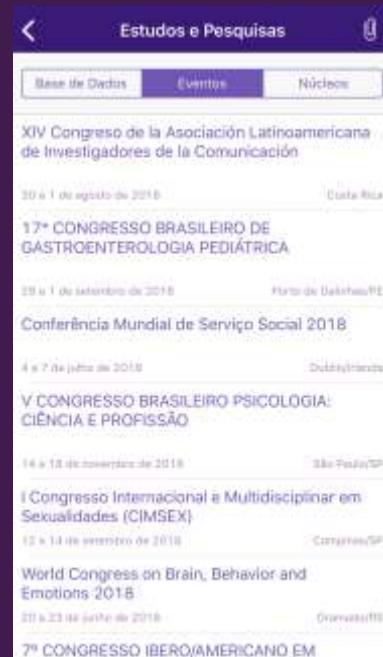 Estudos e Pesquisas
Base de Dados Eventos Núcleos
XIV Congreso de la Asociación Latinoamericana
de Investigadores de la Comunicación
30 a 1 de agosto de 2018 Costa Rica
17º CONGRESSO BRASILEIRO DE
GASTROENTEROLOGIA PEDIÁTRICA
28 a 1 de setembro de 2018 Porto de Galinhas/PE
Conferência Mundial de Serviço Social 2018
4 a 7 de julho de 2018 Dublin/Irlanda
V CONGRESSO BRASILEIRO PSICOLOGIA:
CIÊNCIA E PROFISSÃO
14 a 18 de novembro de 2018 São Paulo/SP
I Congresso Internacional e Multidisciplinar em
Sexualidades (CIMSEX)
12 a 14 de setembro de 2018 Campinas/SP
World Congress on Brain, Behavior and
Emotions 2018
20 a 23 de junho de 2018 Gramado/RS
7º CONGRESSO IBERO/AMERICANO EM